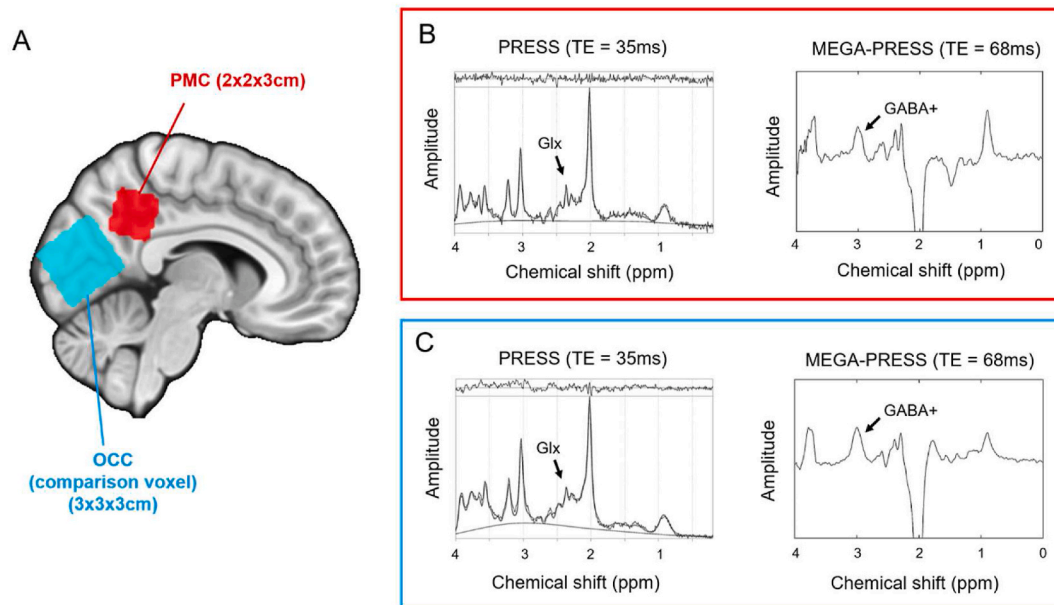 A
PMC (2x2x3cm)
OCC
(comparison voxel)
(3x3x3cm)
B
PRESS (TE = 35ms)
Glx
Amplitude
4 3 2 1
Chemical shift (ppm)
MEGA-PRESS (TE = 68ms)
GABA+
Amplitude
4 3 2 1 0
Chemical shift (ppm)
C
PRESS (TE = 35ms)
Glx
Amplitude
4 3 2 1
Chemical shift (ppm)
MEGA-PRESS (TE = 68ms)
GABA+
Amplitude
4 3 2 1 0
Chemical shift (ppm)